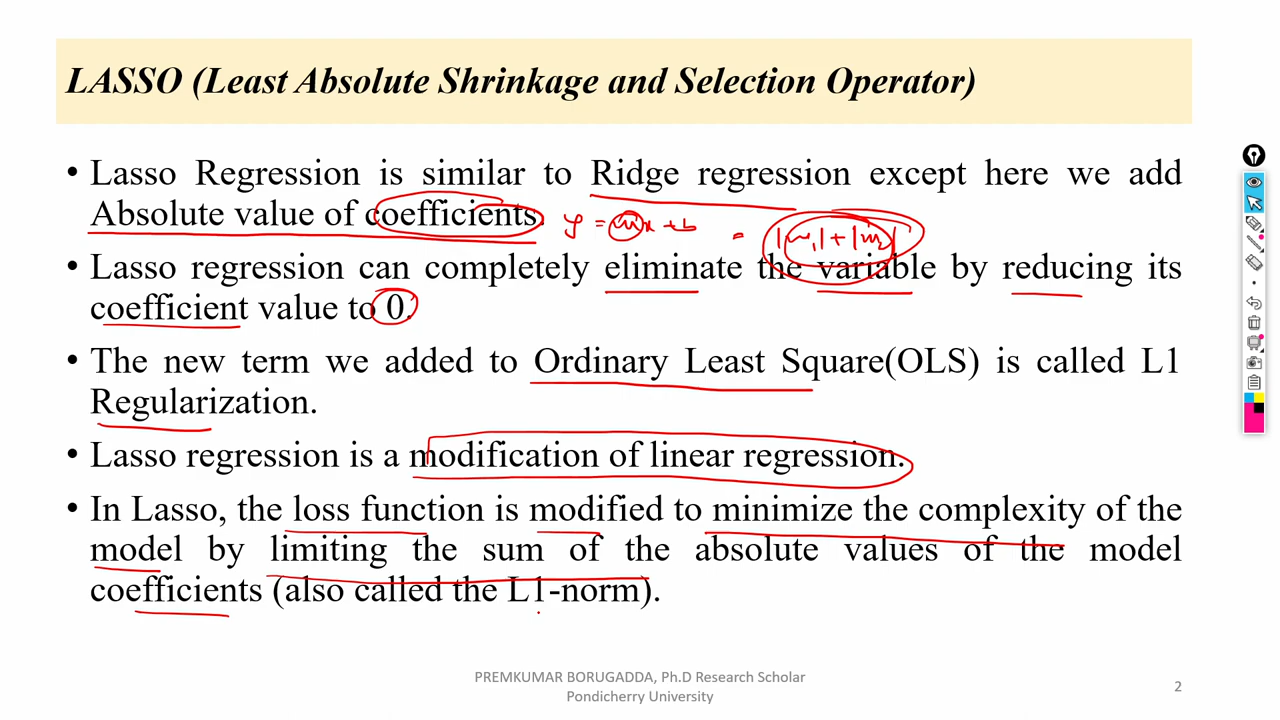 LASSO (Least Absolute Shrinkage and Selection Operator)
• Lasso Regression is similar to Ridge regression except here we add
Absolute value of coefficients.
y = mx + b = |m₁| + |m₂|
• Lasso regression can completely eliminate the variable by reducing its
coefficient value to 0.
• The new term we added to Ordinary Least Square(OLS) is called L1
Regularization.
• Lasso regression is a modification of linear regression.
• In Lasso, the loss function is modified to minimize the complexity of the
model by limiting the sum of the absolute values of the model
coefficients (also called the L1-norm).
PREMKUMAR BORUGADDA, Ph.D Research Scholar
Pondicherry University
2